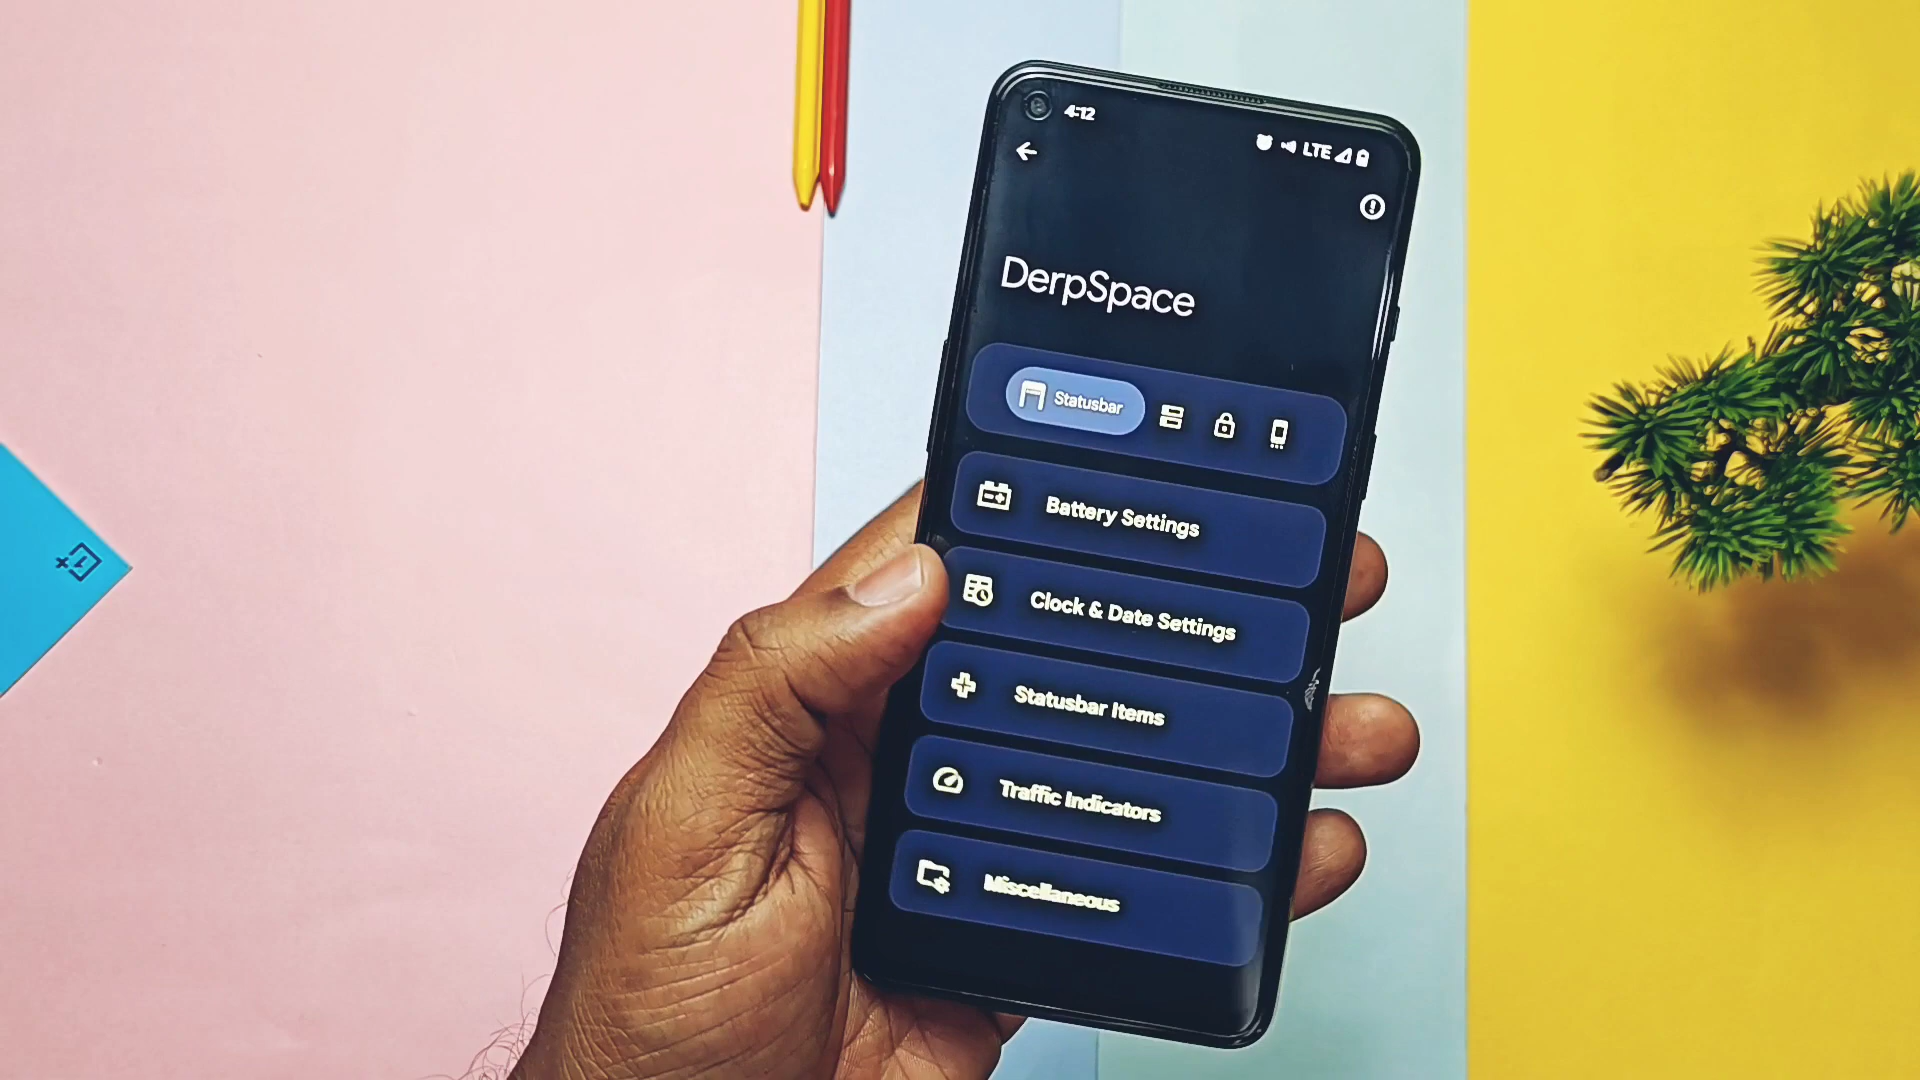 4:12
LTE
DerpSpace
Statusbar
Battery Settings
Clock & Date Settings
Statusbar Items
Traffic Indicators
Miscellaneous